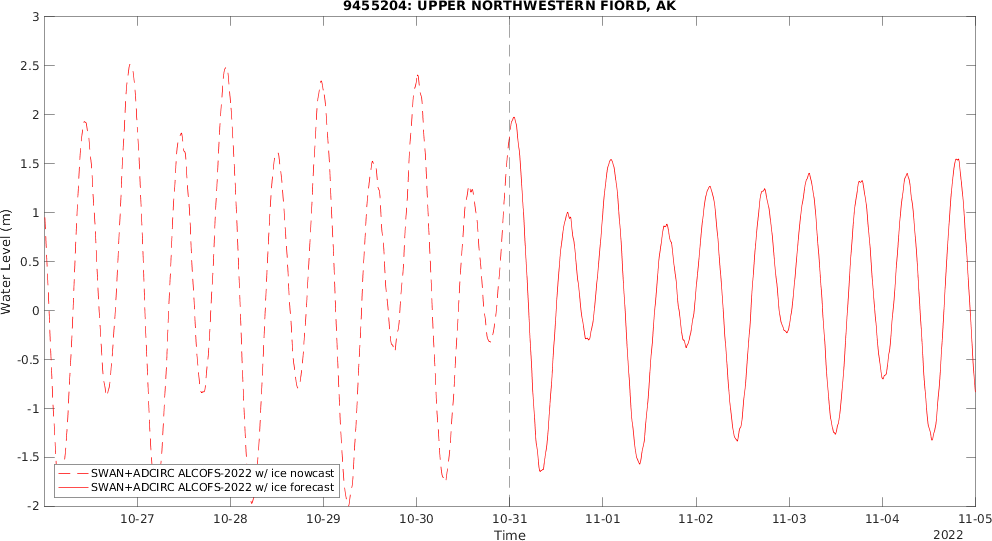 9455204: UPPER NORTHWESTERN FIORD, AK
3
2.5
2
1.5
1
0.5
0
-0.5
-1
-1.5
-2
Water Level (m)
SWAN+ADCIRC ALCOFS-2022 w/ ice nowcast
SWAN+ADCIRC ALCOFS-2022 w/ ice forecast
10-27 10-28 10-29 10-30 10-31 11-01 11-02 11-03 11-04 11-05
Time
2022